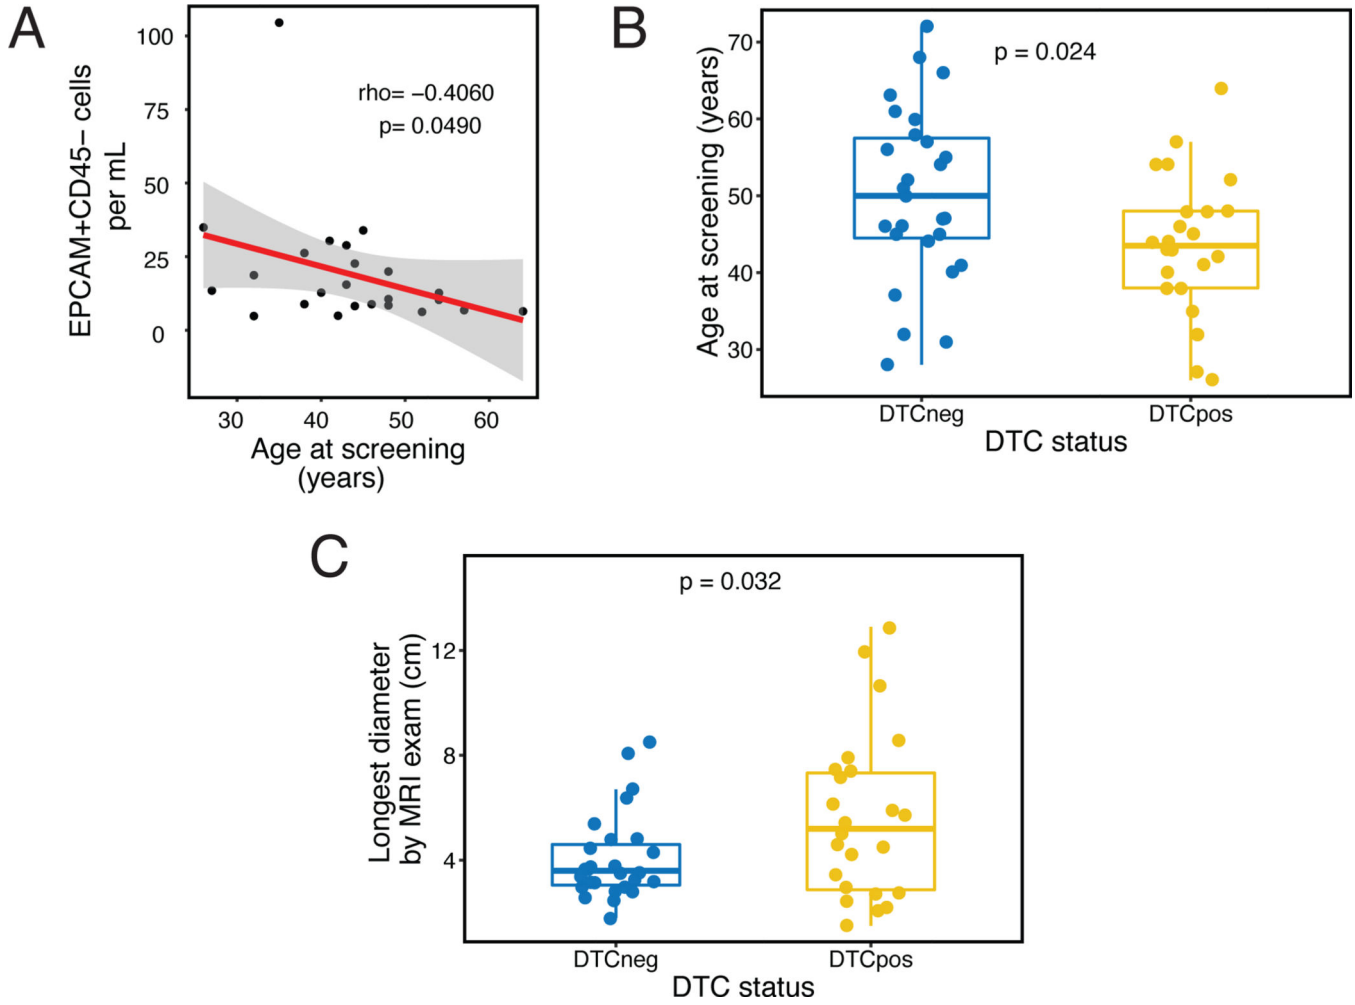 A
EPCAM+CD45− cells
per mL
100
75
50
25
0
rho= −0.4060
p= 0.0490
30 40 50 60
Age at screening
(years)
B
Age at screening (years)
70
60
50
40
30
p = 0.024
DTCneg DTCpos
DTC status
C
Longest diameter
by MRI exam (cm)
12
8
4
p = 0.032
DTCneg DTCpos
DTC status